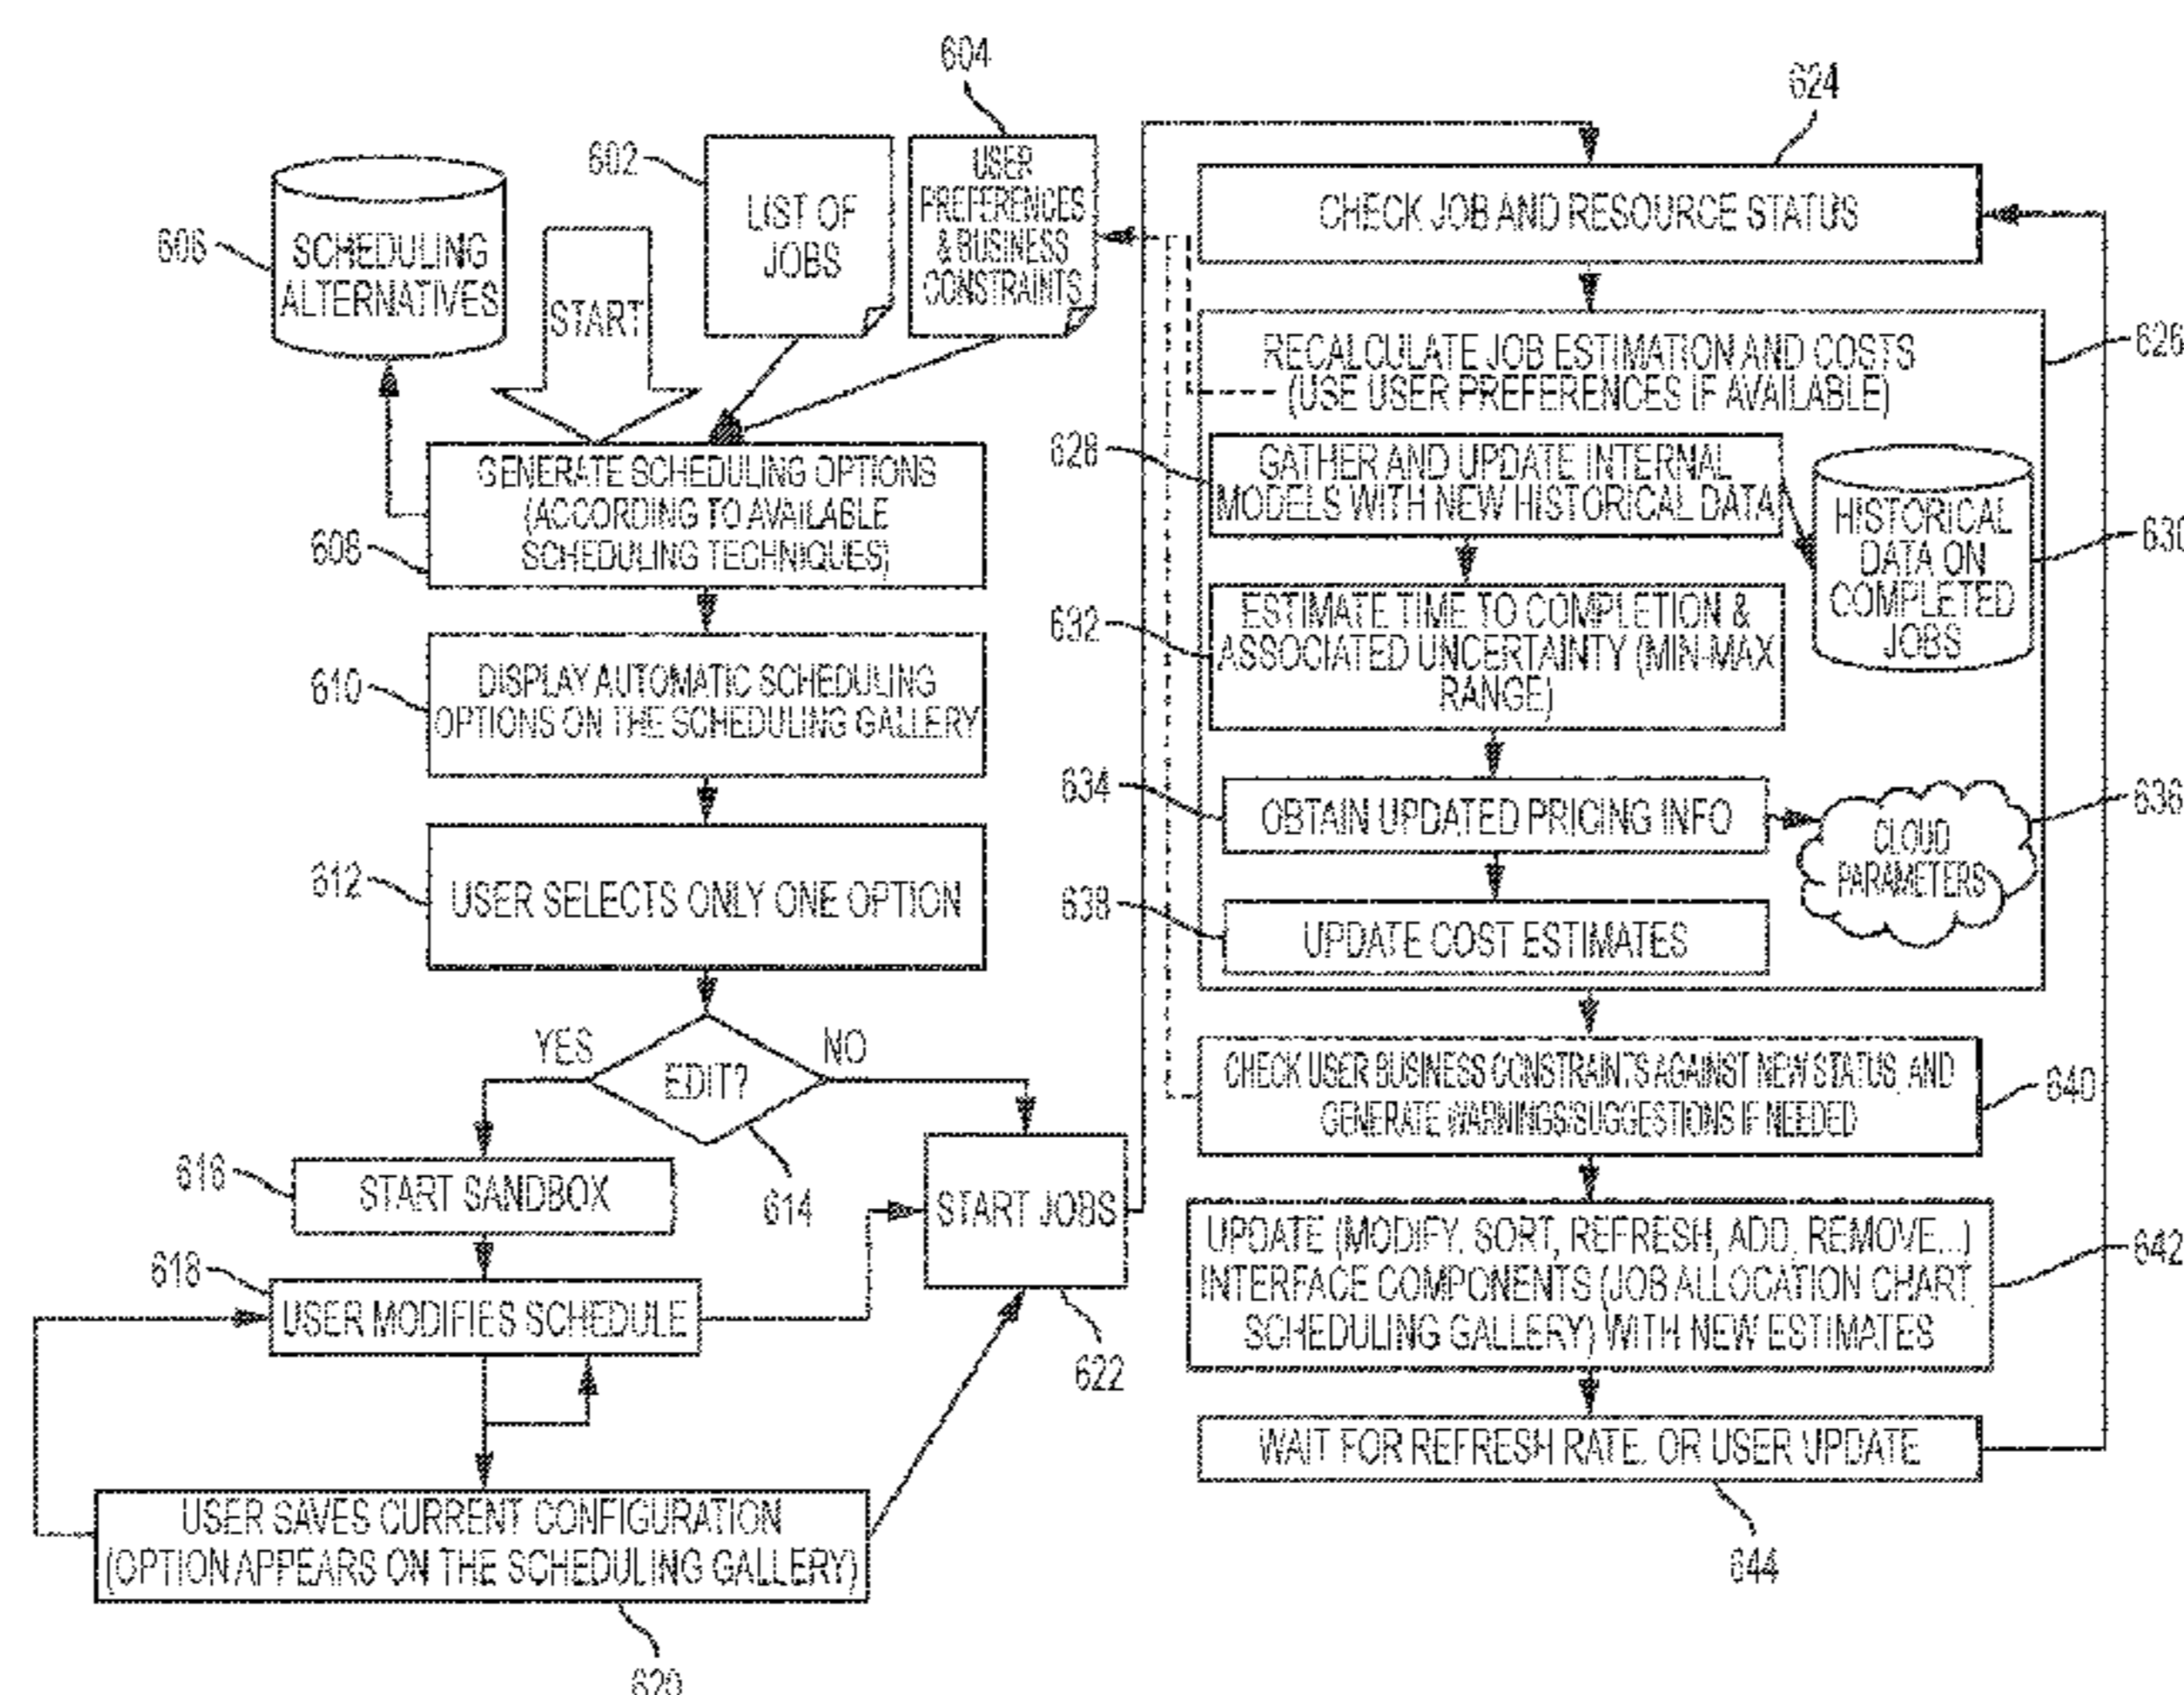 604
624
602
USER
PREFERENCES
& BUSINESS
CONSTRAINTS
LIST OF
JOBS
606
SCHEDULING
ALTERNATIVES
START
CHECK JOB AND RESOURCE STATUS
626
RECALCULATE JOB ESTIMATION AND COSTS
(USE USER PREFERENCES IF AVAILABLE)
608
GENERATE SCHEDULING OPTIONS
(ACCORDING TO AVAILABLE
SCHEDULING TECHNIQUES)
628
GATHER AND UPDATE INTERNAL
MODELS WITH NEW HISTORICAL DATA
HISTORICAL
DATA ON
COMPLETED
JOBS
630
632
ESTIMATE TIME TO COMPLETION &
ASSOCIATED UNCERTAINTY (MIN-MAX
RANGE)
610
DISPLAY AUTOMATIC SCHEDULING
OPTIONS ON THE SCHEDULING GALLERY
634
OBTAIN UPDATED PRICING INFO
636
CLOUD
PARAMETERS
612
USER SELECTS ONLY ONE OPTION
638
UPDATE COST ESTIMATES
YES
EDIT?
NO
614
CHECK USER BUSINESS CONSTRAINTS AGAINST NEW STATUS, AND
GENERATE WARNINGS/SUGGESTIONS IF NEEDED
640
616
START SANDBOX
START JOBS
622
618
USER MODIFIES SCHEDULE
UPDATE (MODIFY, SORT, REFRESH, ADD, REMOVE...)
INTERFACE COMPONENTS (JOB ALLOCATION CHART,
SCHEDULING GALLERY) WITH NEW ESTIMATES
642
WAIT FOR REFRESH RATE, OR USER UPDATE
644
USER SAVES CURRENT CONFIGURATION
(OPTION APPEARS ON THE SCHEDULING GALLERY)
620